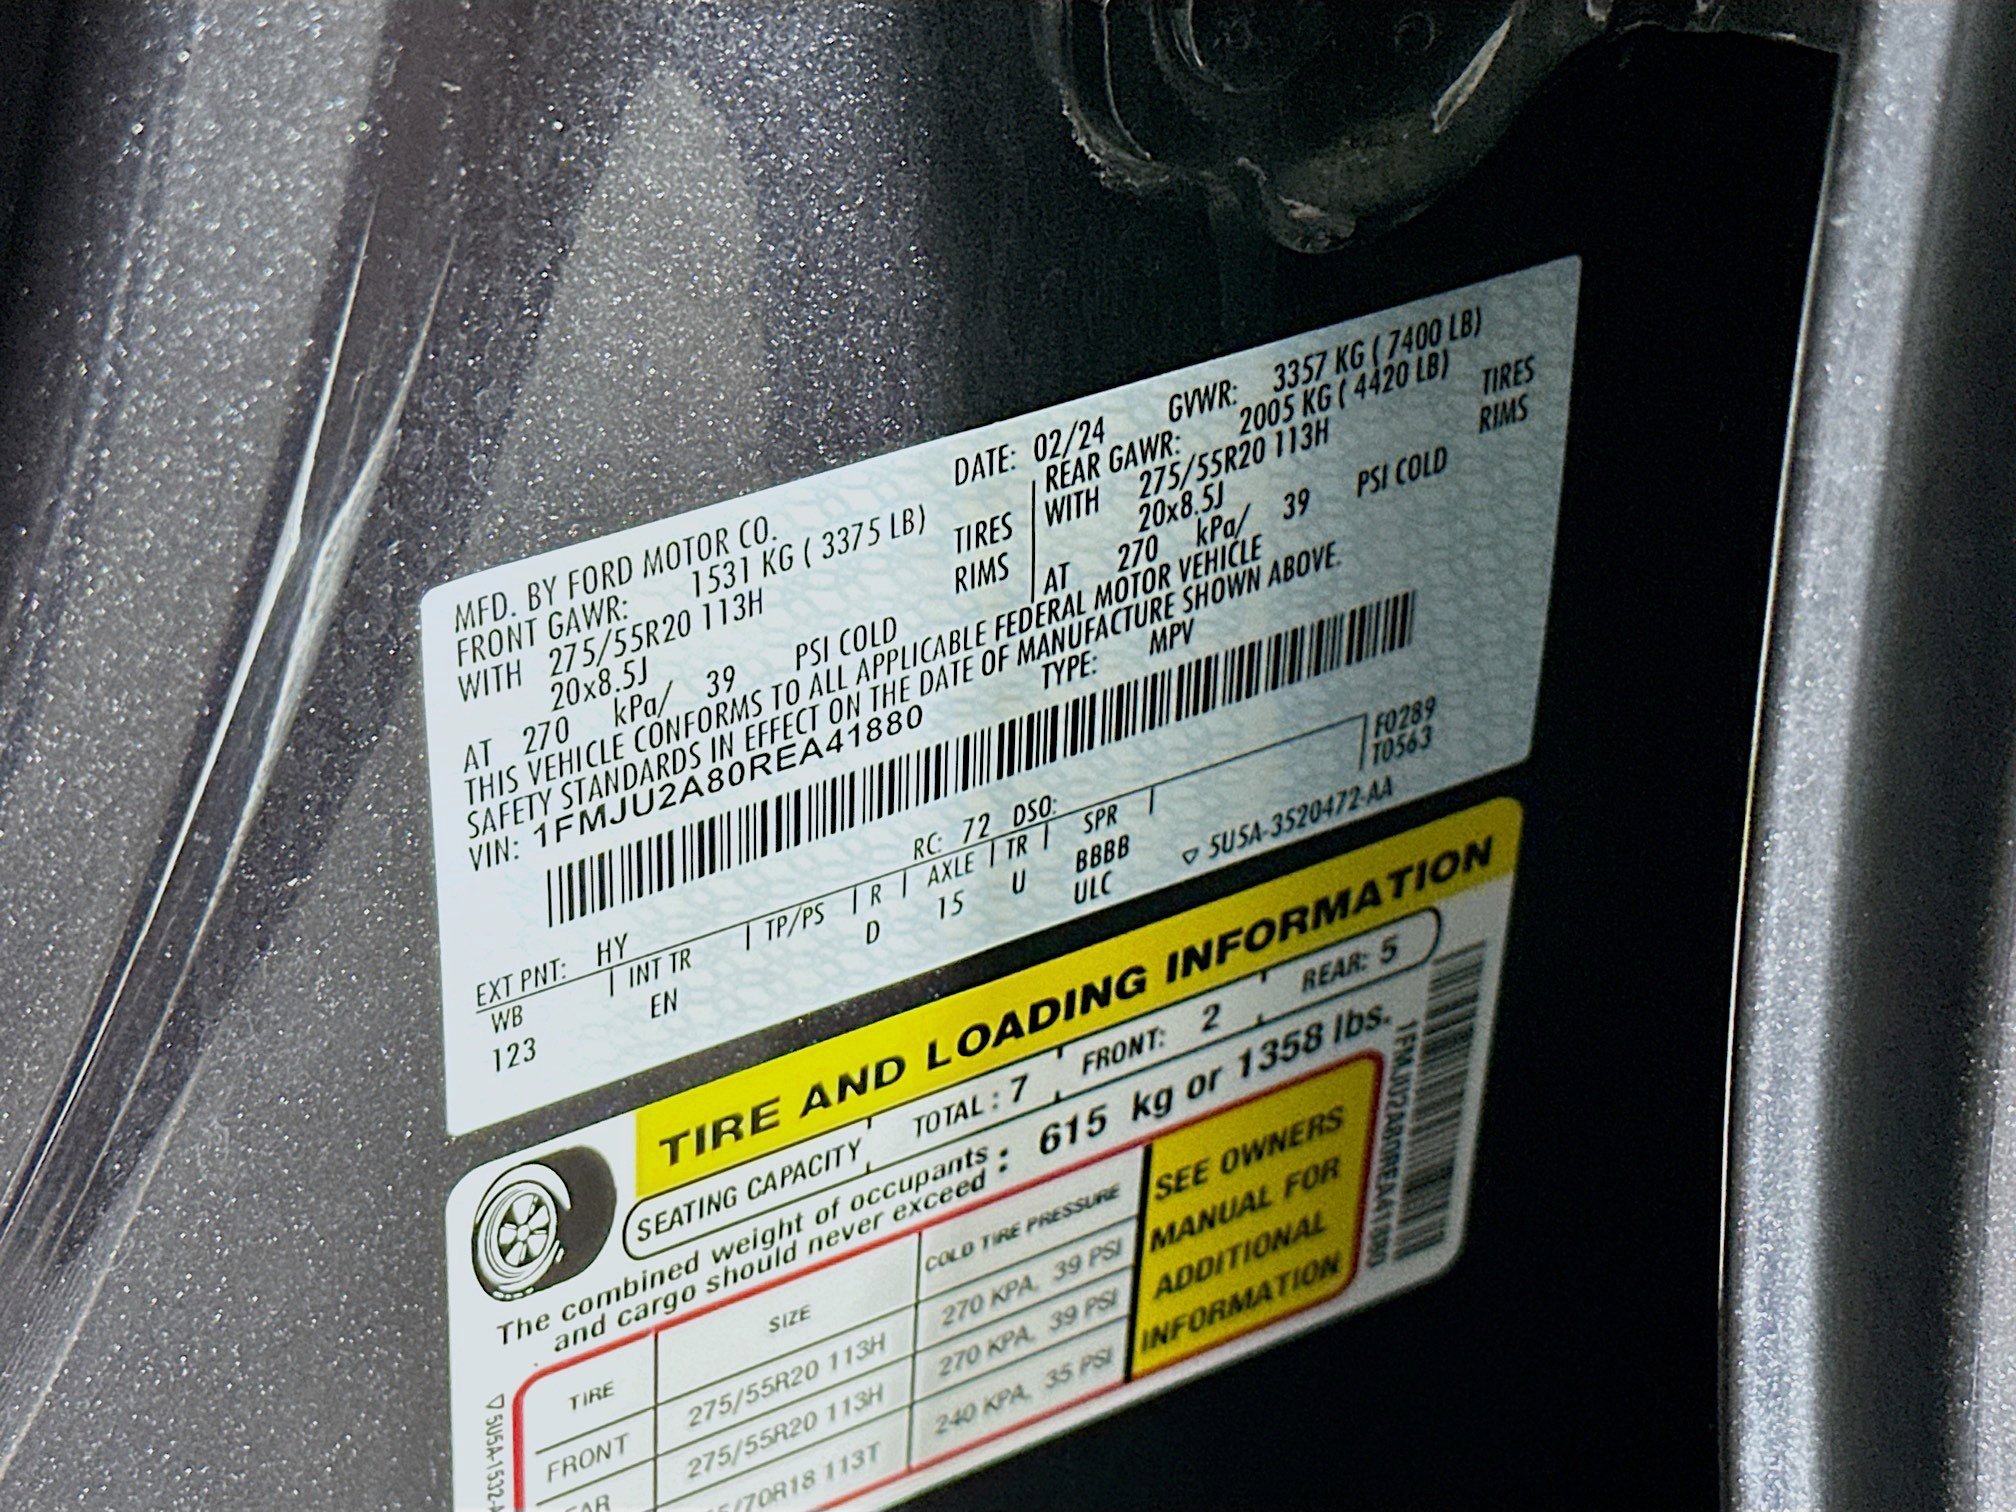 MFD. BY FORD MOTOR CO.
DATE: 02/24 GVWR: 3357 KG ( 7400 LB)
FRONT GAWR: 1531 KG ( 3375 LB)
WITH 275/55R20 113H TIRES
20x8.5J RIMS
AT 270 kPa/ 39 PSI COLD
REAR GAWR: 2005 KG ( 4420 LB)
WITH 275/55R20 113H TIRES
20x8.5J RIMS
AT 270 kPa/ 39 PSI COLD
THIS VEHICLE CONFORMS TO ALL APPLICABLE FEDERAL MOTOR VEHICLE
SAFETY STANDARDS IN EFFECT ON THE DATE OF MANUFACTURE SHOWN ABOVE.
VIN: 1FMJU2A80REA41880 TYPE: MPV
F0289
T0563
EXT PNT: HY RC: 72 DSO:
WB INT TR TP/PS R AXLE TR SPR
123 EN D 15 U BBBB
ULC
5U5A-3520472-AA
TIRE AND LOADING INFORMATION
SEATING CAPACITY TOTAL : 7 FRONT: 2 REAR: 5
The combined weight of occupants
and cargo should never exceed : 615 kg or 1358 lbs.
TIRE SIZE COLD TIRE PRESSURE
FRONT 275/55R20 113H 270 KPA, 39 PSI
275/55R20 113H 270 KPA, 39 PSI
113T 240 KPA, 35 PSI
SEE OWNERS
MANUAL FOR
ADDITIONAL
INFORMATION
1FMJU2A80REA41880